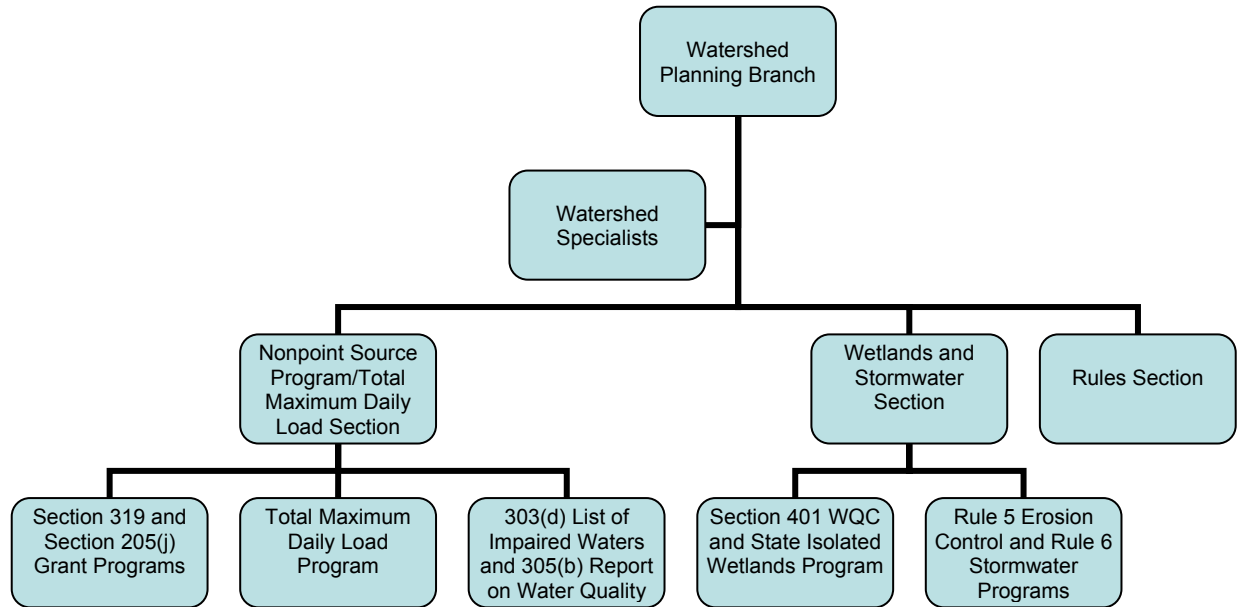 Watershed
Planning Branch
Watershed
Specialists
Nonpoint Source
Program/Total
Maximum Daily
Load Section
Wetlands and
Stormwater
Section
Rules Section
Section 319 and
Section 205(j)
Grant Programs
Total Maximum
Daily Load
Program
303(d) List of
Impaired Waters
and 305(b) Report
on Water Quality
Section 401 WQC
and State Isolated
Wetlands Program
Rule 5 Erosion
Control and Rule 6
Stormwater
Programs